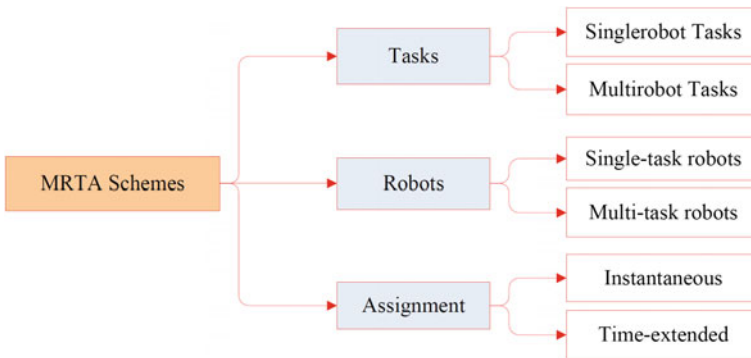 Singlerobot Tasks
Tasks
Multirobot Tasks
MRTA Schemes
Single-task robots
Robots
Multi-task robots
Instantaneous
Assignment
Time-extended